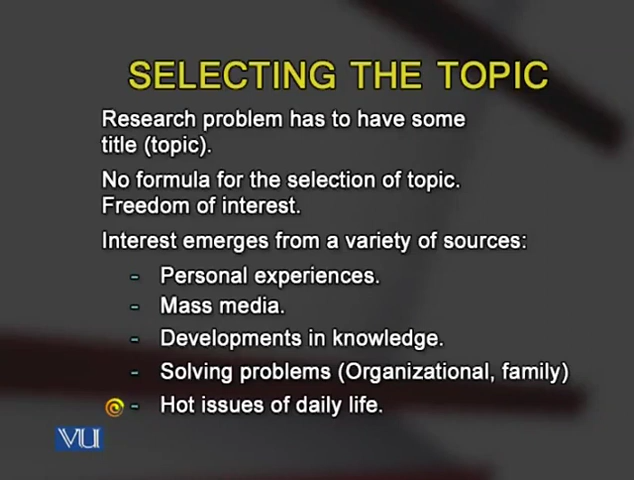 SELECTING THE TOPIC
Research problem has to have some
title (topic).
No formula for the selection of topic.
Freedom of interest.
Interest emerges from a variety of sources:
- Personal experiences.
- Mass media.
- Developments in knowledge.
- Solving problems (Organizational, family)
- Hot issues of daily life.
VU